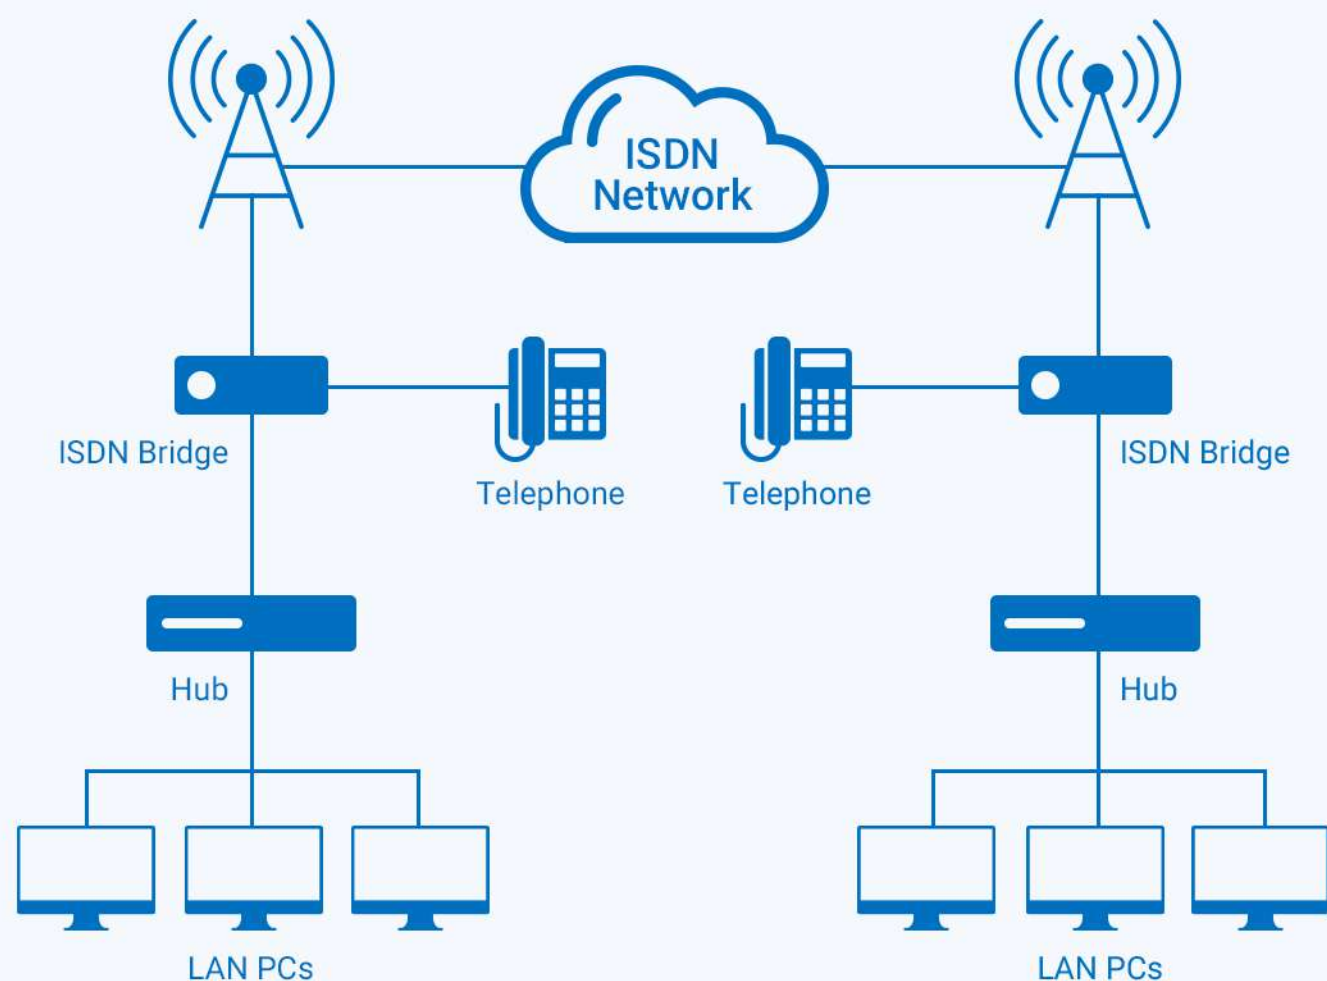 ISDN
Network
ISDN Bridge
ISDN Bridge
Telephone
Telephone
Hub
Hub
LAN PCs
LAN PCs